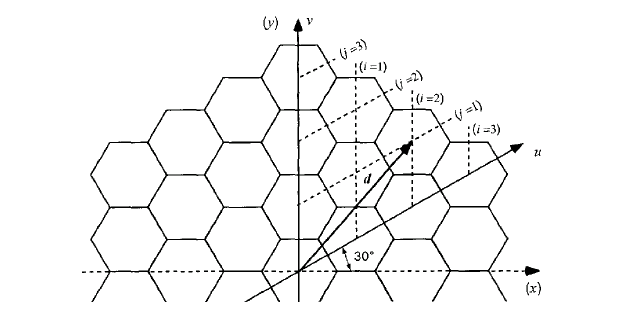 (y)
v
(j=3)
(i=1)
(j=2)
(i=2)
(j=1)
(i=3)
u
d
30°
(x)